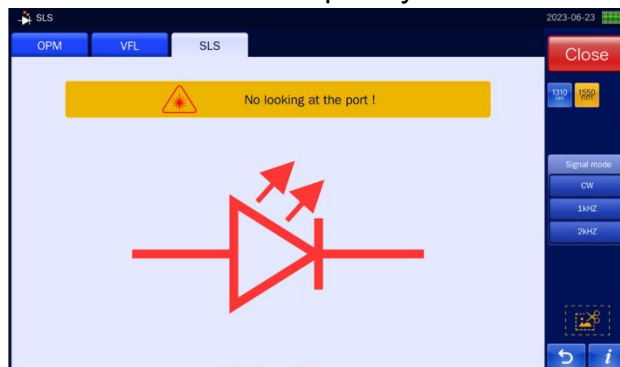 SLS
2023-06-23
OPM
VFL
SLS
Close
No looking at the port !
1310
nm
1550
nm
Signal mode
CW
1kHZ
2kHZ
i